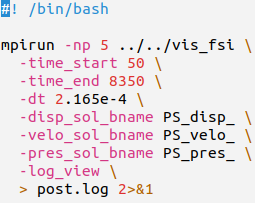 #! /bin/bash
mpirun -np 5 ../../vis_fsi \
-time_start 50 \
-time_end 8350 \
-dt 2.165e-4 \
-disp_sol_bname PS_disp_ \
-velo_sol_bname PS_velo_ \
-pres_sol_bname PS_pres_ \
-log_view \
> post.log 2>&1